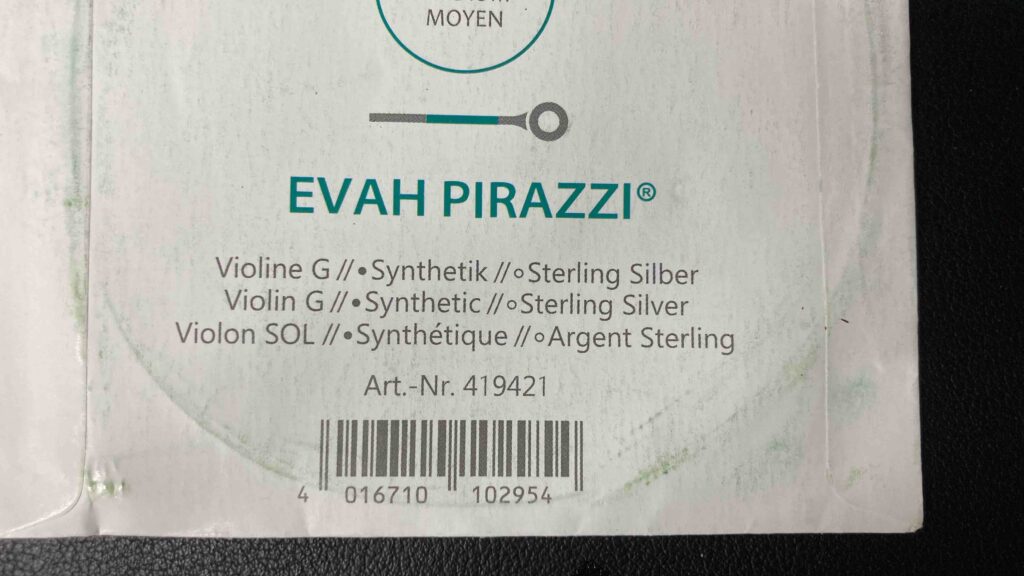 MOYEN
EVAH PIRAZZI®
Violine G//•Synthetik//○Sterling Silber
Violin G//•Synthetic//○Sterling Silver
Violon SOL//•Synthétique//○Argent Sterling
Art.-Nr. 419421
4 016710 102954